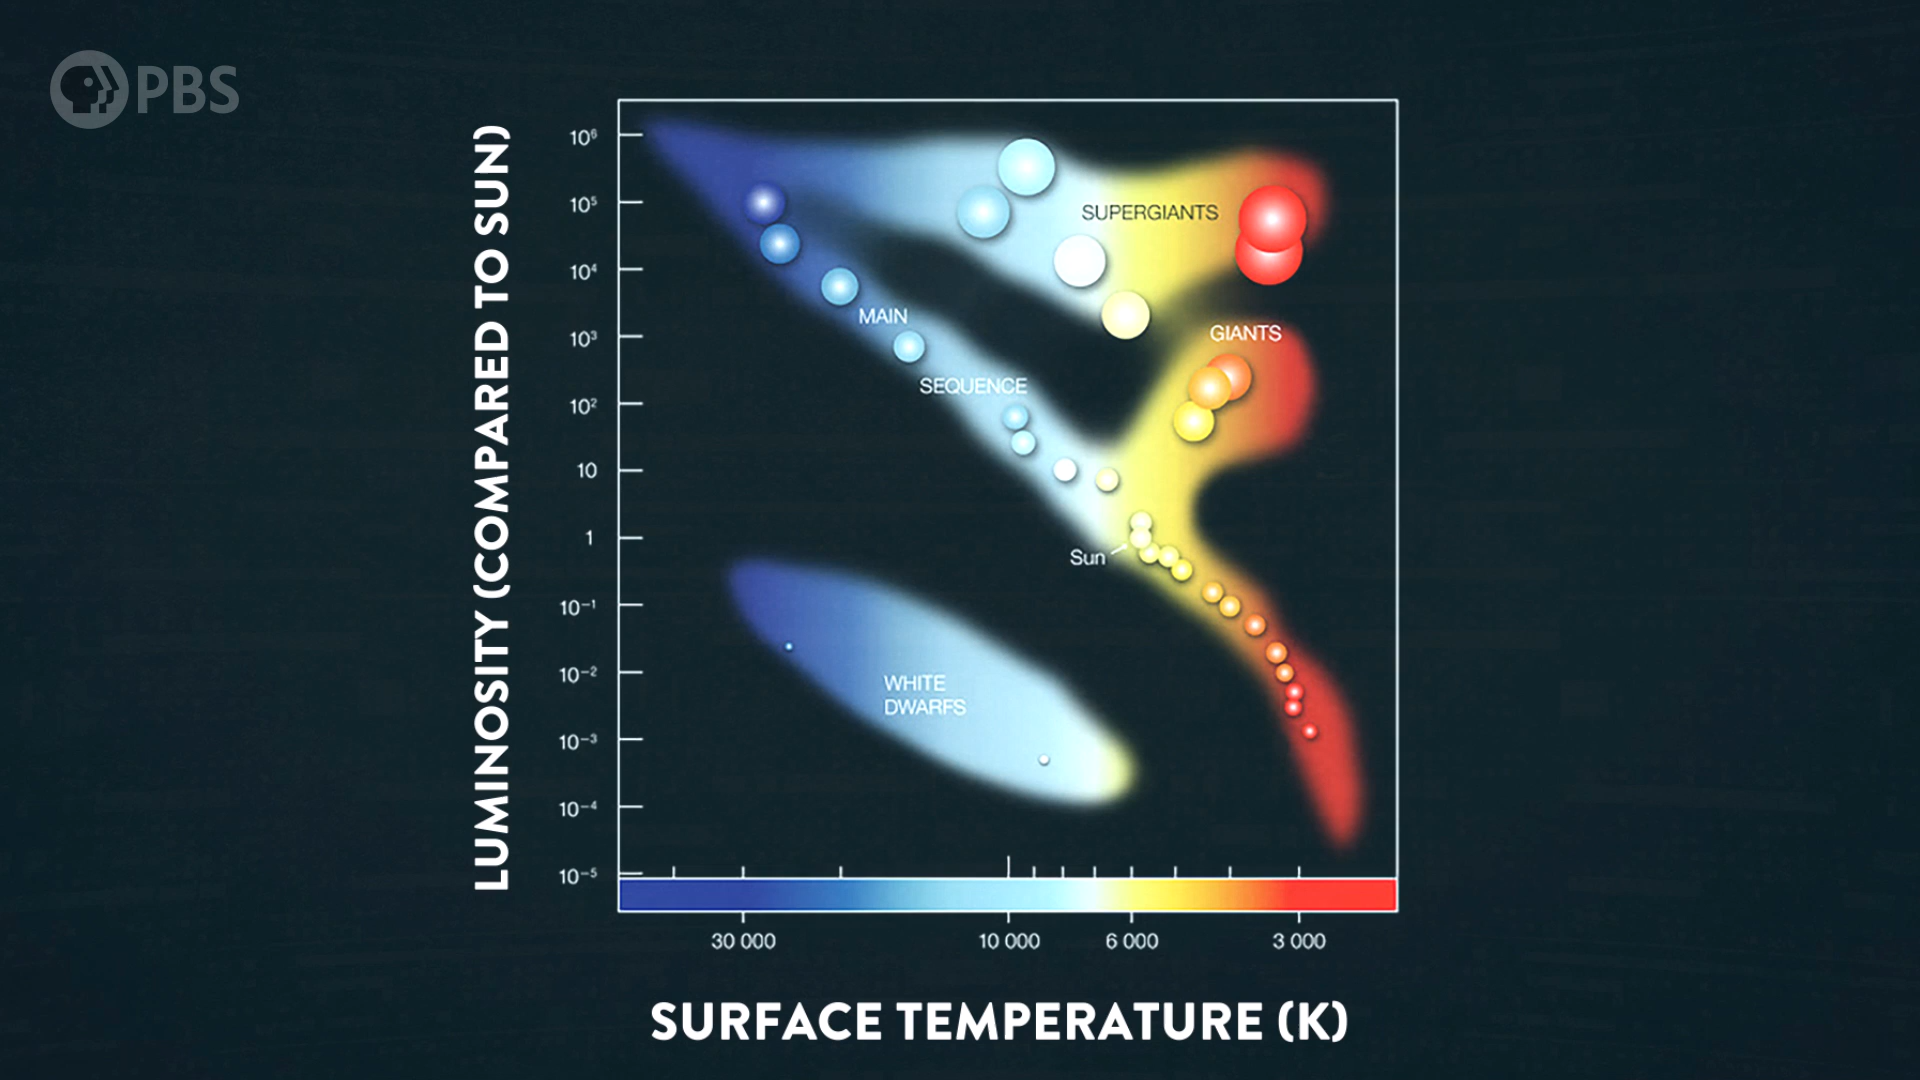 PBS
LUMINOSITY (COMPARED TO SUN)
10⁶
10⁵
10⁴
10³
10²
10
1
10⁻¹
10⁻²
10⁻³
10⁻⁴
10⁻⁵
SUPERGIANTS
MAIN
GIANTS
SEQUENCE
Sun
WHITE
DWARFS
30 000
10 000
6 000
3 000
SURFACE TEMPERATURE (K)